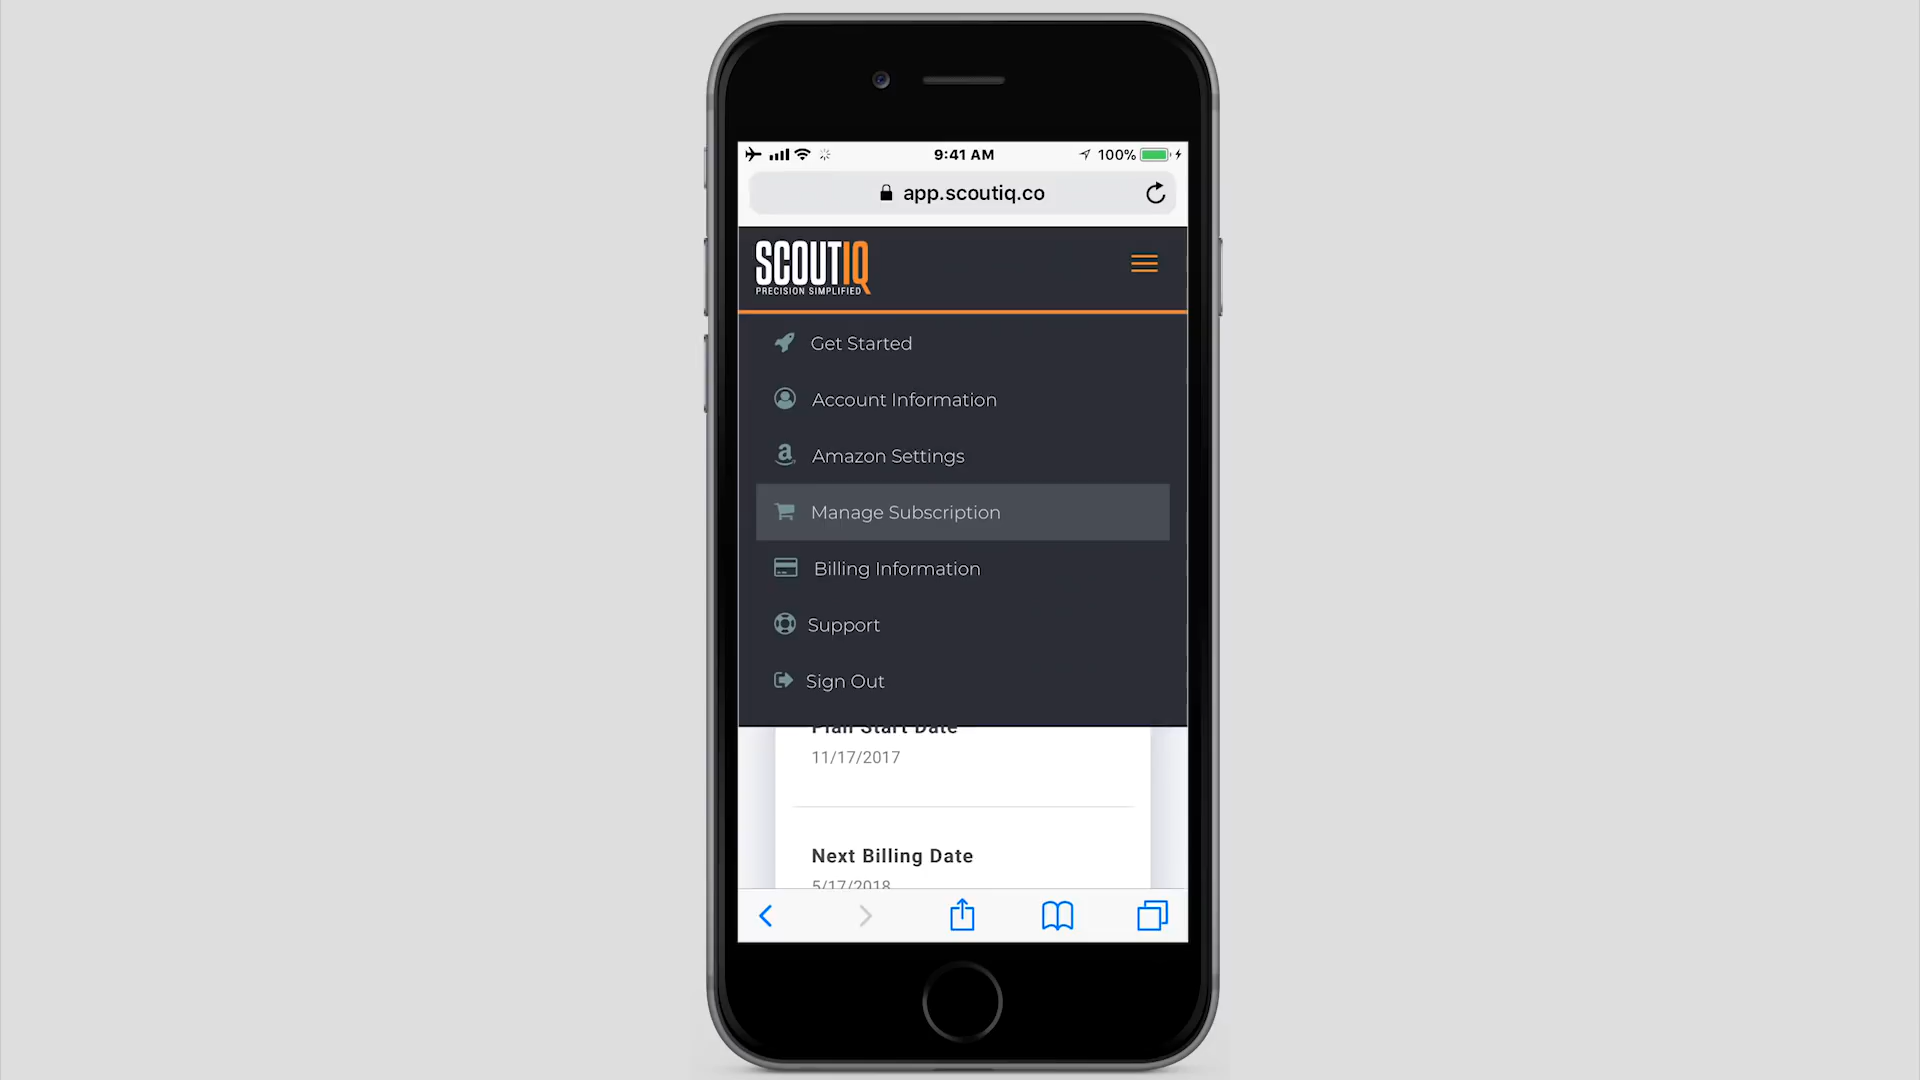 9:41 AM
100%
app.scoutiq.co
SCOUTIQ
PRECISION SIMPLIFIED
Get Started
Account Information
Amazon Settings
Manage Subscription
Billing Information
Support
Sign Out
Plan Start Date
11/17/2017
Next Billing Date
5/17/2018